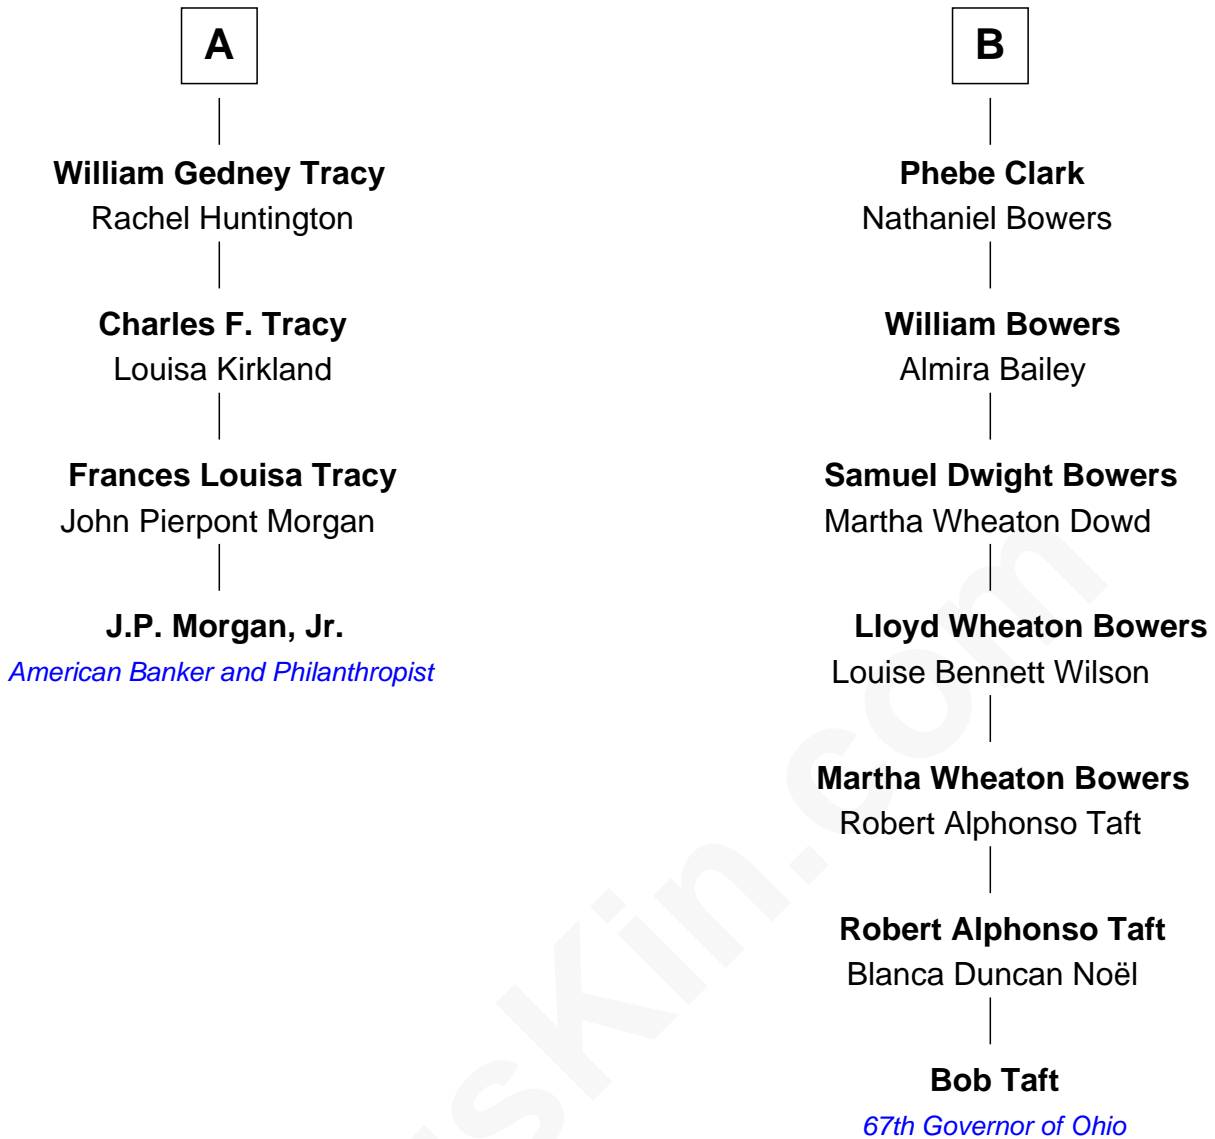 A
William Gedney Tracy
Rachel Huntington
Charles F. Tracy
Louisa Kirkland
Frances Louisa Tracy
John Pierpont Morgan
J.P. Morgan, Jr.
American Banker and Philanthropist
B
Phebe Clark
Nathaniel Bowers
William Bowers
Almira Bailey
Samuel Dwight Bowers
Martha Wheaton Dowd
Lloyd Wheaton Bowers
Louise Bennett Wilson
Martha Wheaton Bowers
Robert Alphonso Taft
Robert Alphonso Taft
Blanca Duncan Noël
Bob Taft
67th Governor of Ohio
usKin.com